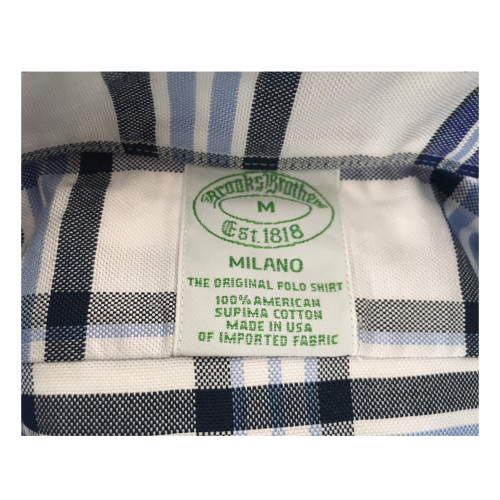 Brooks Brothers
M
Est. 1818
MILANO
THE ORIGINAL POLO SHIRT
100% AMERICAN
SUPIMA COTTON
MADE IN USA
OF IMPORTED FABRIC